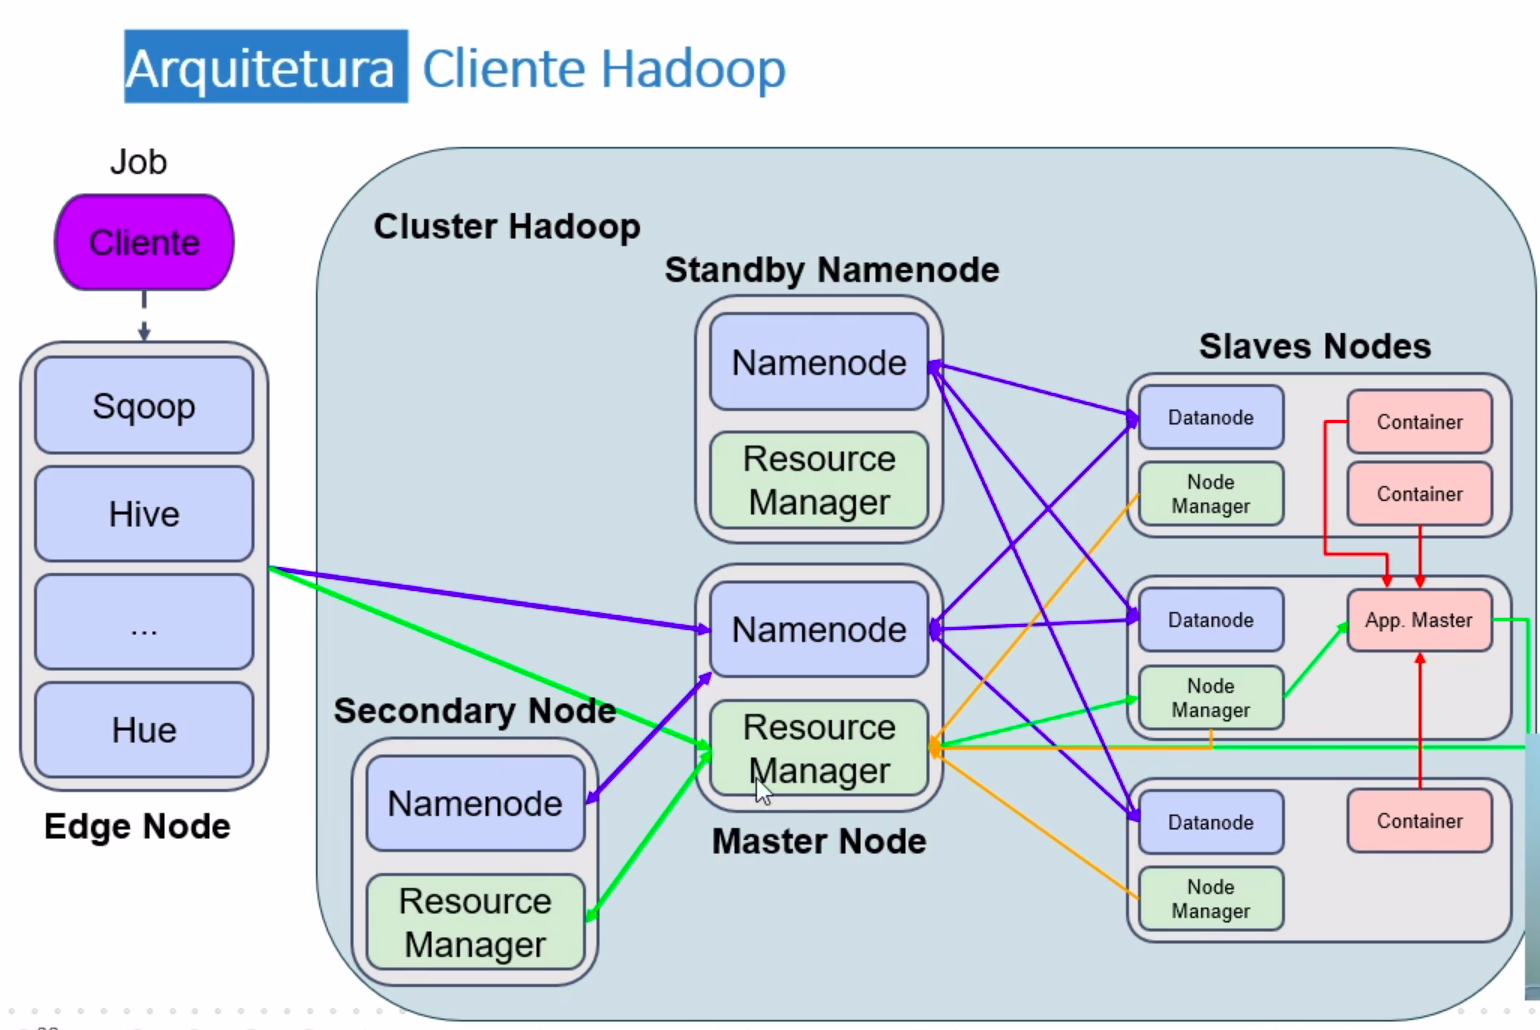 Arquitetura Cliente Hadoop
Job
Cliente
Sqoop
Hive
...
Hue
Edge Node
Cluster Hadoop
Standby Namenode
Namenode
Resource
Manager
Namenode
Resource
Manager
Master Node
Secondary Node
Namenode
Resource
Manager
Slaves Nodes
Datanode
Container
Node
Manager
Container
Datanode
App. Master
Node
Manager
Datanode
Container
Node
Manager